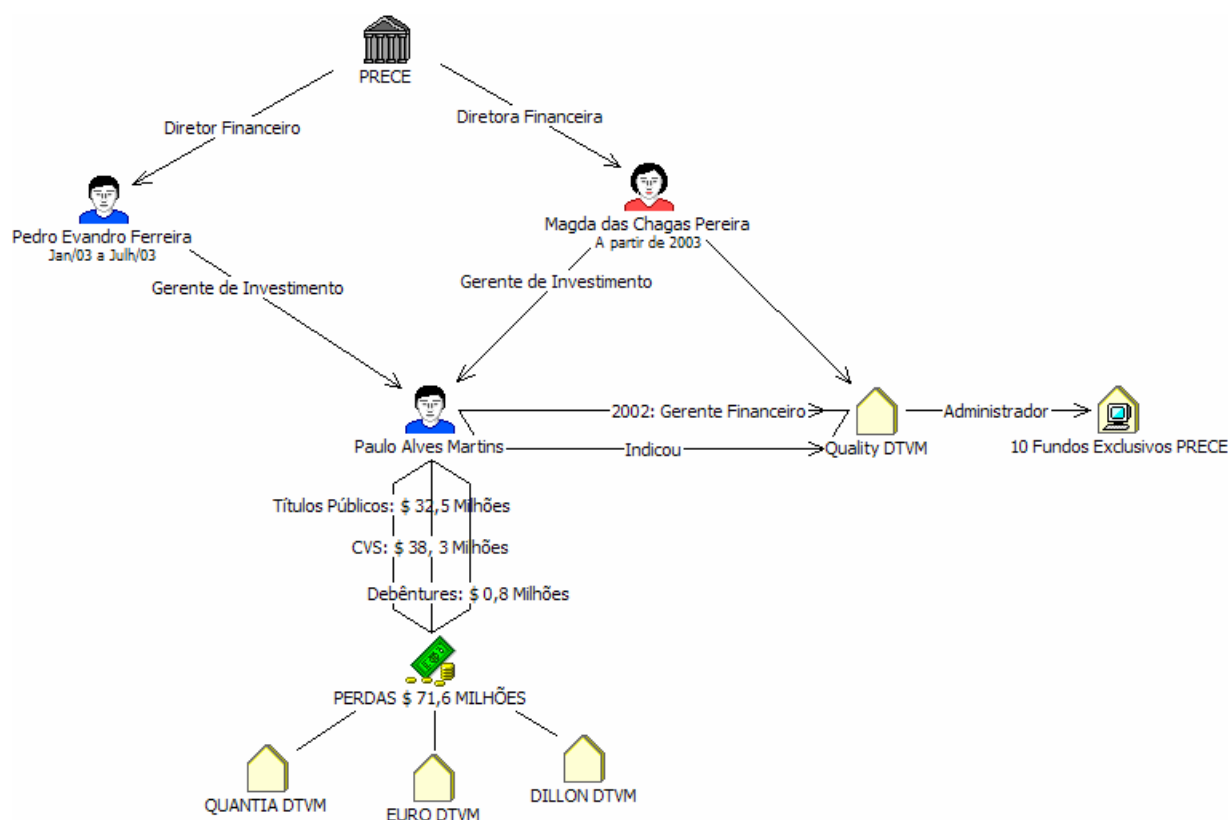 PRECE
Diretor Financeiro
Diretora Financeira
Pedro Evandro Ferreira
Jan/03 a Julh/03
Magda das Chagas Pereira
A partir de 2003
Gerente de Investimento
Gerente de Investimento
Paulo Alves Martins
2002: Gerente Financeiro
Indicou
Quality DTVM
Administrador
10 Fundos Exclusivos PRECE
Títulos Públicos: $ 32,5 Milhões
CVS: $ 38, 3 Milhões
Debêntures: $ 0,8 Milhões
PERDAS $ 71,6 MILHÕES
QUANTIA DTVM
EURO DTVM
DILLON DTVM